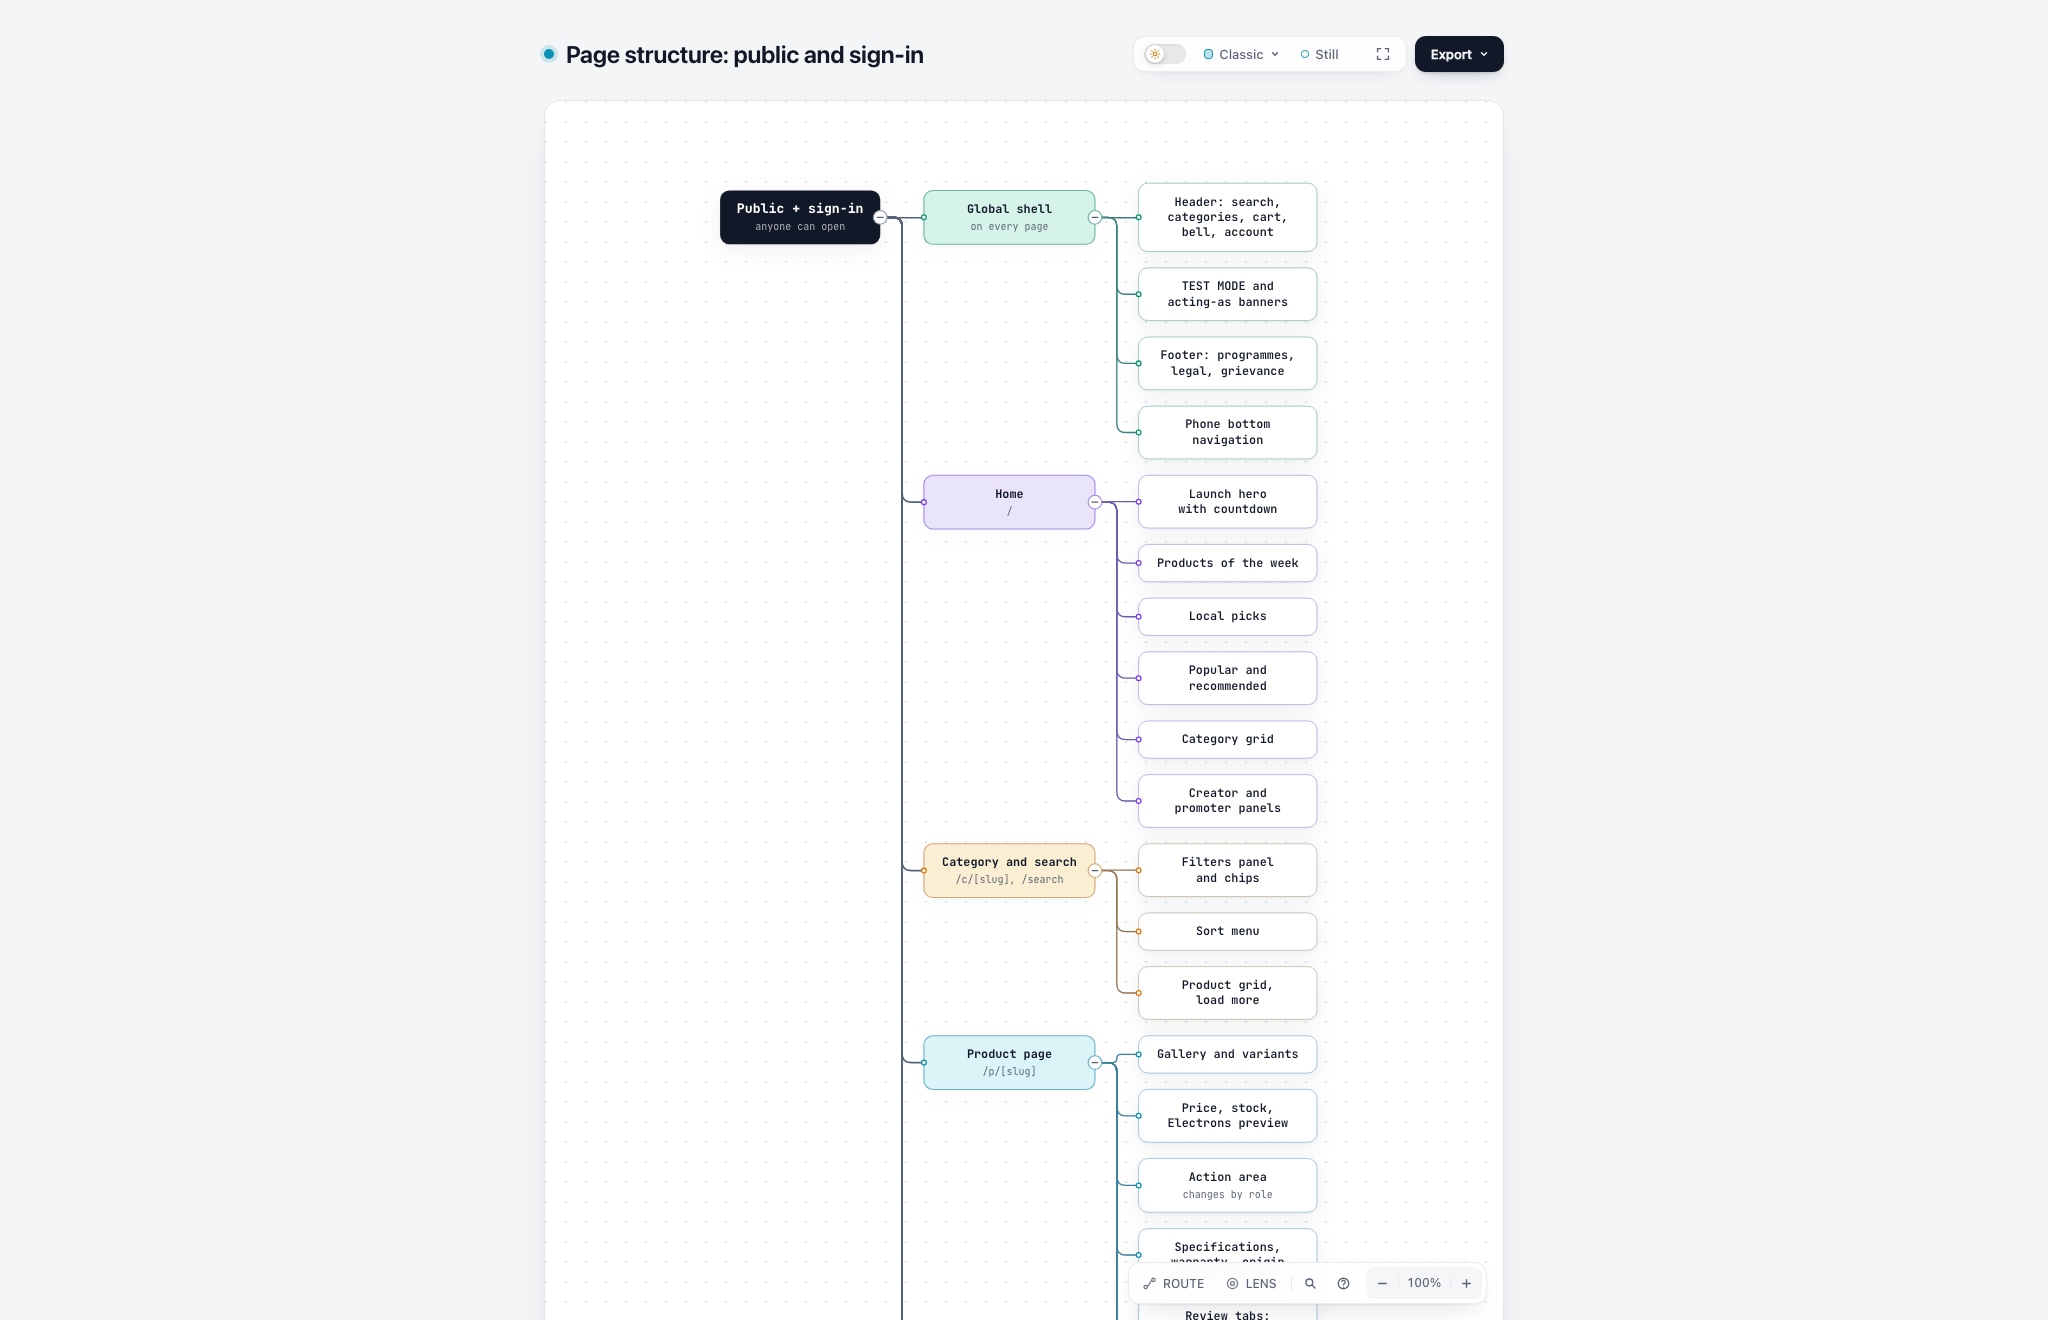 Page structure: public and sign-in
Classic
Still
Export
Public + sign-in
anyone can open
Global shell
on every page
Header: search,
categories, cart,
bell, account
TEST MODE and
acting-as banners
Footer: programmes,
legal, grievance
Phone bottom
navigation
Home
/
Launch hero
with countdown
Products of the week
Local picks
Popular and
recommended
Category grid
Creator and
promoter panels
Category and search
/c/[slug], /search
Filters panel
and chips
Sort menu
Product grid,
load more
Product page
/p/[slug]
Gallery and variants
Price, stock,
Electrons preview
Action area
changes by role
Specifications,
warranty, origin
Review tabs:
ROUTE
LENS
100%